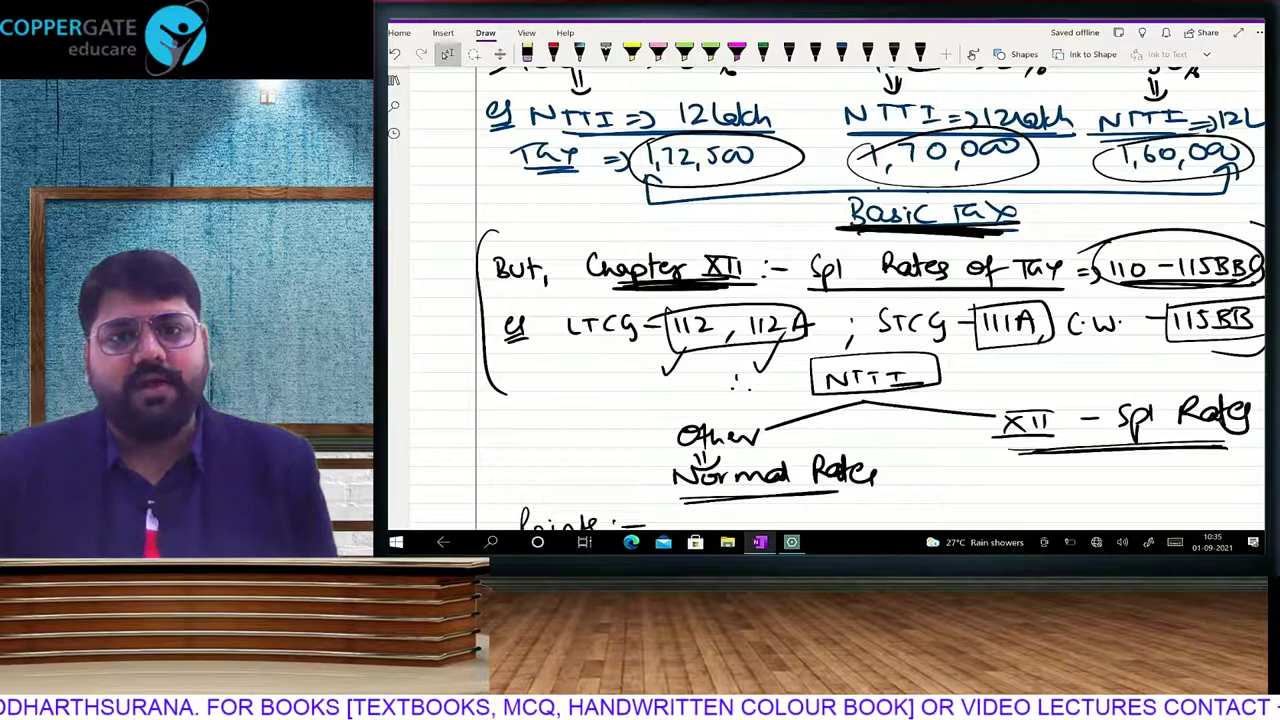 COPPERGATE
educare
Home Insert Draw View Help
Saved offline Share
Shapes Ink to Shape Ink to Text
eg NTTI => 12 lakh NTTI => 12 lakh NTTI => 12 L
Tax => 1,72,500 1,70,000 1,60,000
Basic Tax
But, Chapter XII :- Spl Rates of Tax => 110 - 115BBG
eg LTCG - 112, 112A ; STCG - 111A, C.W. - 115BB
∴ NTTI
Other XII - Spl Rates
Normal Rates
Points :-
27°C Rain showers
10:35
01-09-2021
DDHARTHSURANA. FOR BOOKS [TEXTBOOKS, MCQ, HANDWRITTEN COLOUR BOOK] OR VIDEO LECTURES CONTACT -